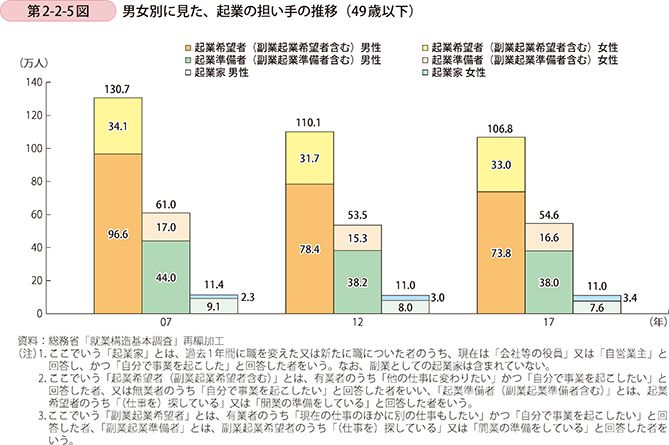 第2-2-5図 男女別に見た、起業の担い手の推移（49歳以下）
起業希望者（副業起業希望者含む）男性 起業希望者（副業起業希望者含む）女性
起業準備者（副業起業準備者含む）男性 起業準備者（副業起業準備者含む）女性
起業家 男性 起業家 女性
（万人）
140
120
100
80
60
40
20
0
130.7
34.1
96.6
61.0
17.0
44.0
11.4
2.3
9.1
110.1
31.7
78.4
53.5
15.3
38.2
11.0
3.0
8.0
106.8
33.0
73.8
54.6
16.6
38.0
11.0
3.4
7.6
07 12 17 （年）
資料：総務省「就業構造基本調査」再編加工
（注）1. ここでいう「起業家」とは、過去１年間に職を変えた又は新たに職についた者のうち、現在は「会社等の役員」又は「自営業主」と
回答し、かつ「自分で事業を起こした」と回答した者をいう。なお、副業としての起業家は含まれていない。
2. ここでいう「起業希望者（副業起業希望者含む）」とは、有業者のうち「他の仕事に変わりたい」かつ「自分で事業を起こしたい」と
回答した者、又は無業者のうち「自分で事業を起こしたい」と回答した者をいい、「起業準備者（副業起業準備者含む）」とは、起業
希望者のうち「（仕事を）探している」又は「開業の準備をしている」と回答した者をいう。
3. ここでいう「副業起業希望者」とは、有業者のうち「現在の仕事のほかに別の仕事もしたい」かつ「自分で事業を起こしたい」と回
答した者、「副業起業準備者」とは、副業起業希望者のうち「（仕事を）探している」又は「開業の準備をしている」と回答した者を
いう。